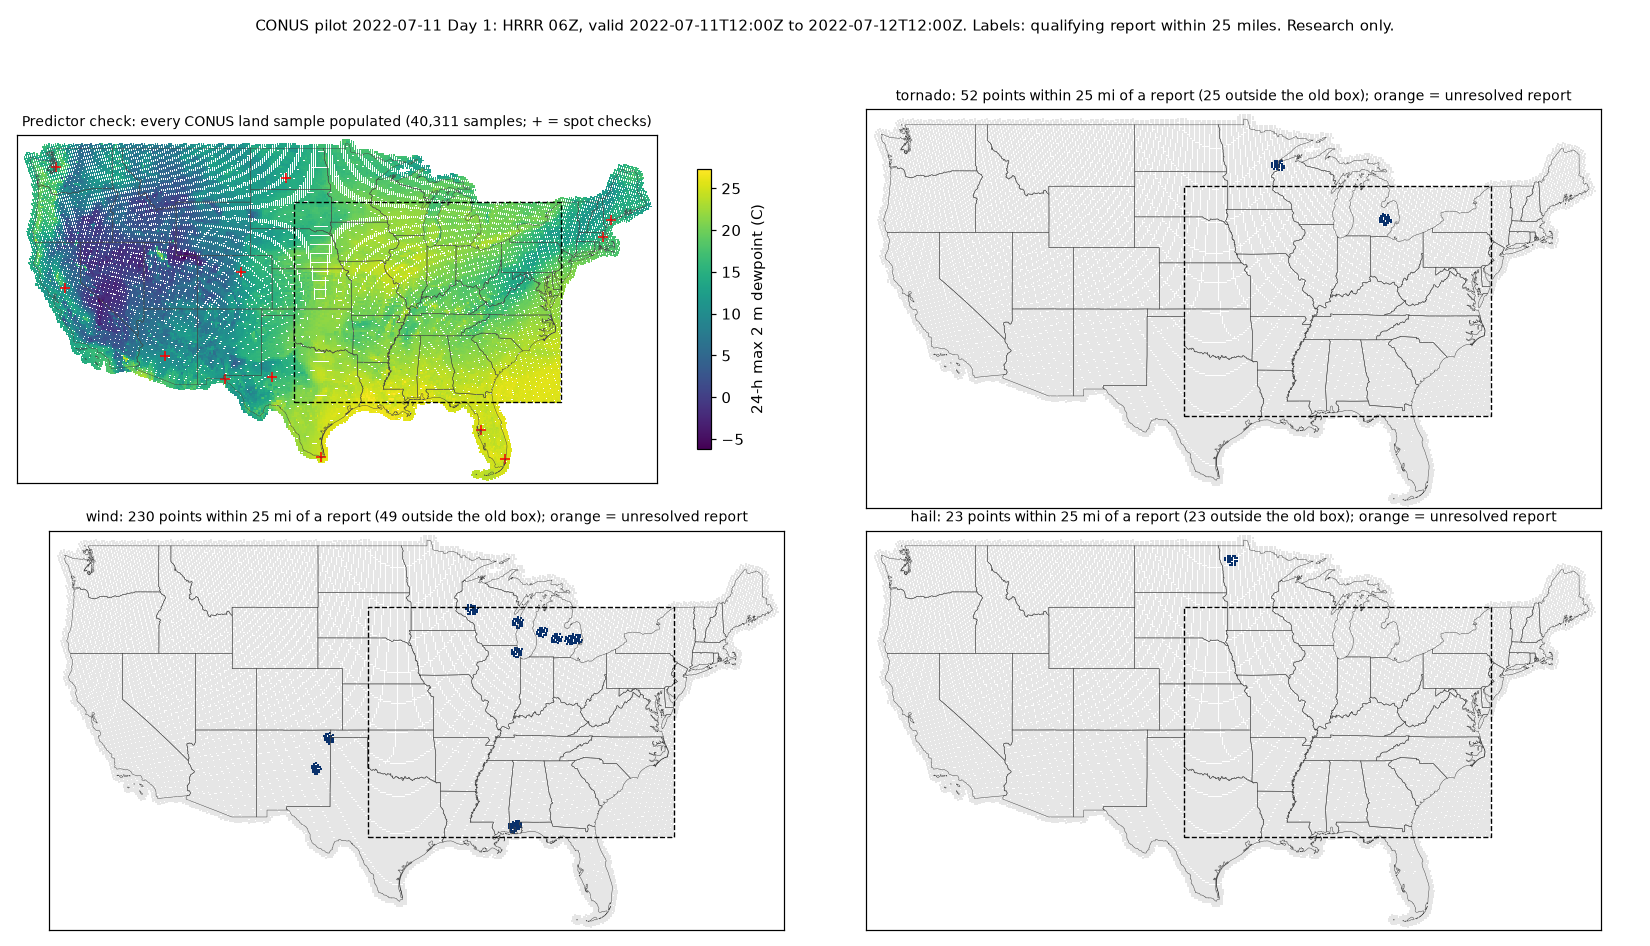 CONUS pilot 2022-07-11 Day 1: HRRR 06Z, valid 2022-07-11T12:00Z to 2022-07-12T12:00Z. Labels: qualifying report within 25 miles. Research only.
Predictor check: every CONUS land sample populated (40,311 samples; + = spot checks)
25
20
15
10
5
0
−5
24-h max 2 m dewpoint (C)
tornado: 52 points within 25 mi of a report (25 outside the old box); orange = unresolved report
wind: 230 points within 25 mi of a report (49 outside the old box); orange = unresolved report
hail: 23 points within 25 mi of a report (23 outside the old box); orange = unresolved report